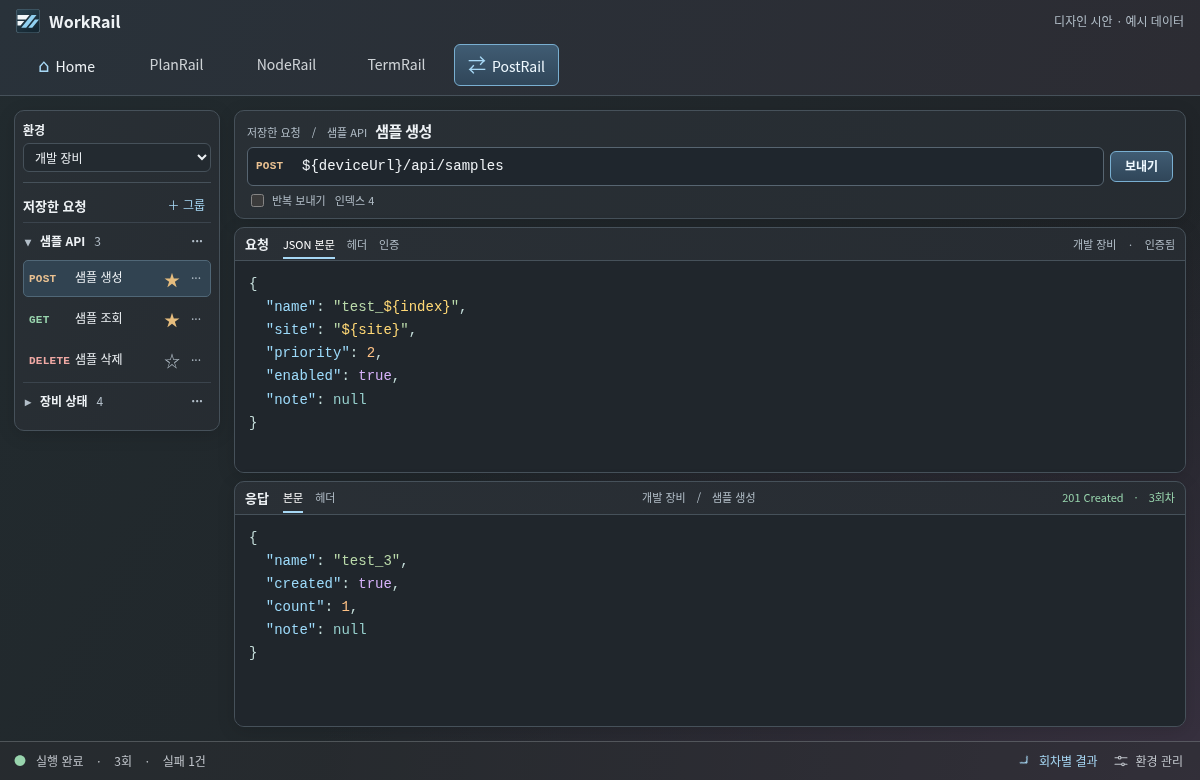 WorkRail
디자인 시안 · 예시 데이터
Home PlanRail NodeRail TermRail PostRail
환경
개발 장비
저장한 요청 + 그룹
샘플 API 3 ...
POST 샘플 생성 ★ ...
GET 샘플 조회 ★ ...
DELETE 샘플 삭제 ☆ ...
장비 상태 4 ...
저장한 요청 / 샘플 API 샘플 생성
POST ${deviceUrl}/api/samples 보내기
반복 보내기 인덱스 4
요청 JSON 본문 헤더 인증 개발 장비 · 인증됨
{
"name": "test_${index}",
"site": "${site}",
"priority": 2,
"enabled": true,
"note": null
}
응답 본문 헤더 개발 장비 / 샘플 생성 201 Created · 3회차
{
"name": "test_3",
"created": true,
"count": 1,
"note": null
}
실행 완료 · 3회 · 실패 1건 회차별 결과 환경 관리